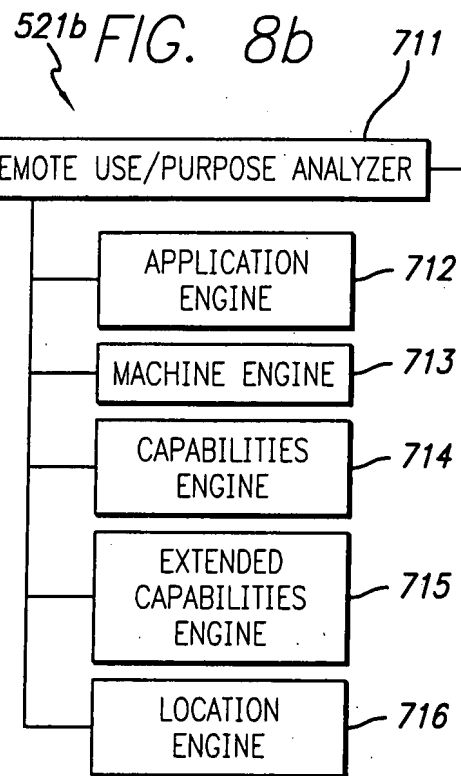 521b FIG. 8b 711
EMOTE USE/PURPOSE ANALYZER
APPLICATION
ENGINE
712
MACHINE ENGINE
713
CAPABILITIES
ENGINE
714
EXTENDED
CAPABILITIES
ENGINE
715
LOCATION
ENGINE
716